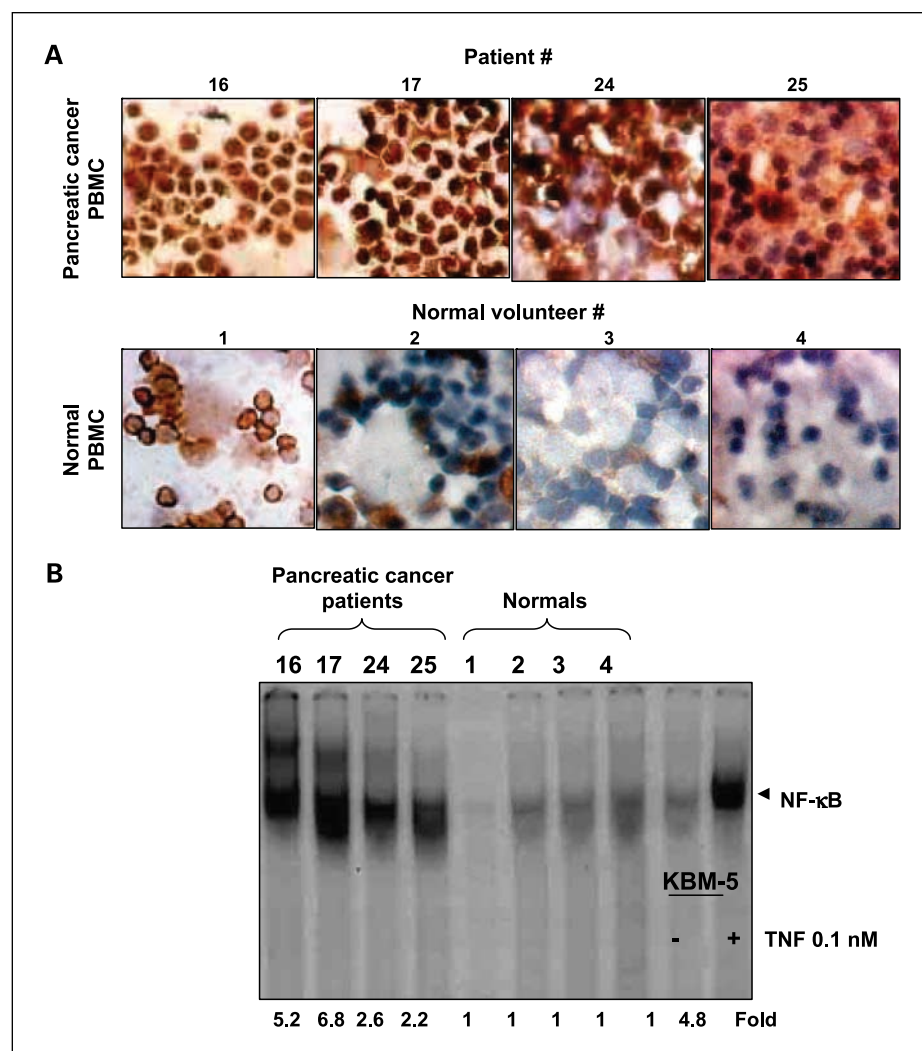 A
Patient #
16 17 24 25
Pancreatic cancer
PBMC
Normal volunteer #
1 2 3 4
Normal
PBMC
B
Pancreatic cancer
patients
Normals
16 17 24 25 1 2 3 4
NF-κB
KBM-5
- + TNF 0.1 nM
5.2 6.8 2.6 2.2 1 1 1 1 1 4.8 Fold